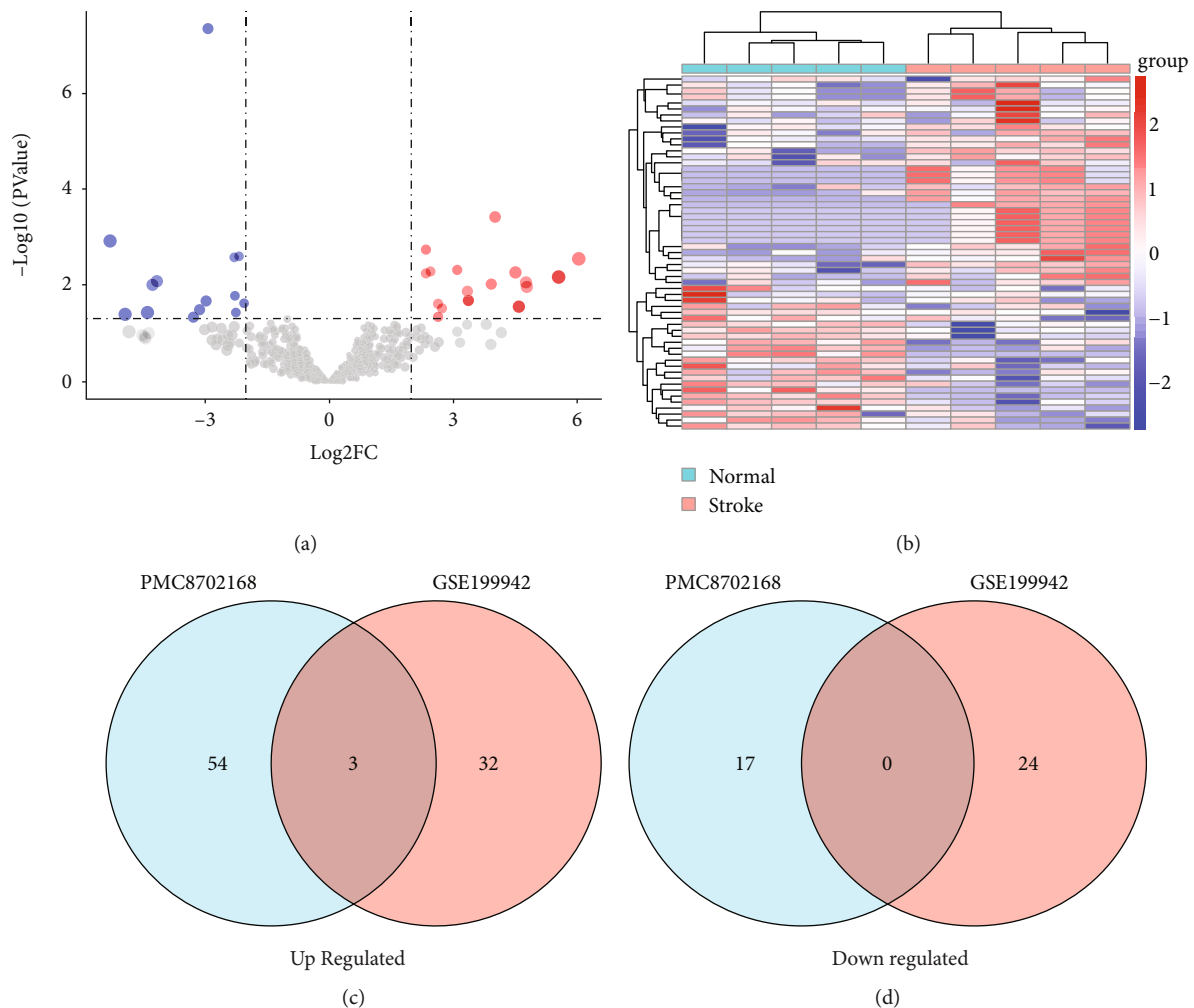 6
4
2
0
−Log10 (PValue)
−3
0
3
6
Log2FC
(a)
group
2
1
0
−1
−2
Normal
Stroke
(b)
PMC8702168
GSE199942
54
3
32
Up Regulated
(c)
PMC8702168
GSE199942
17
0
24
Down regulated
(d)